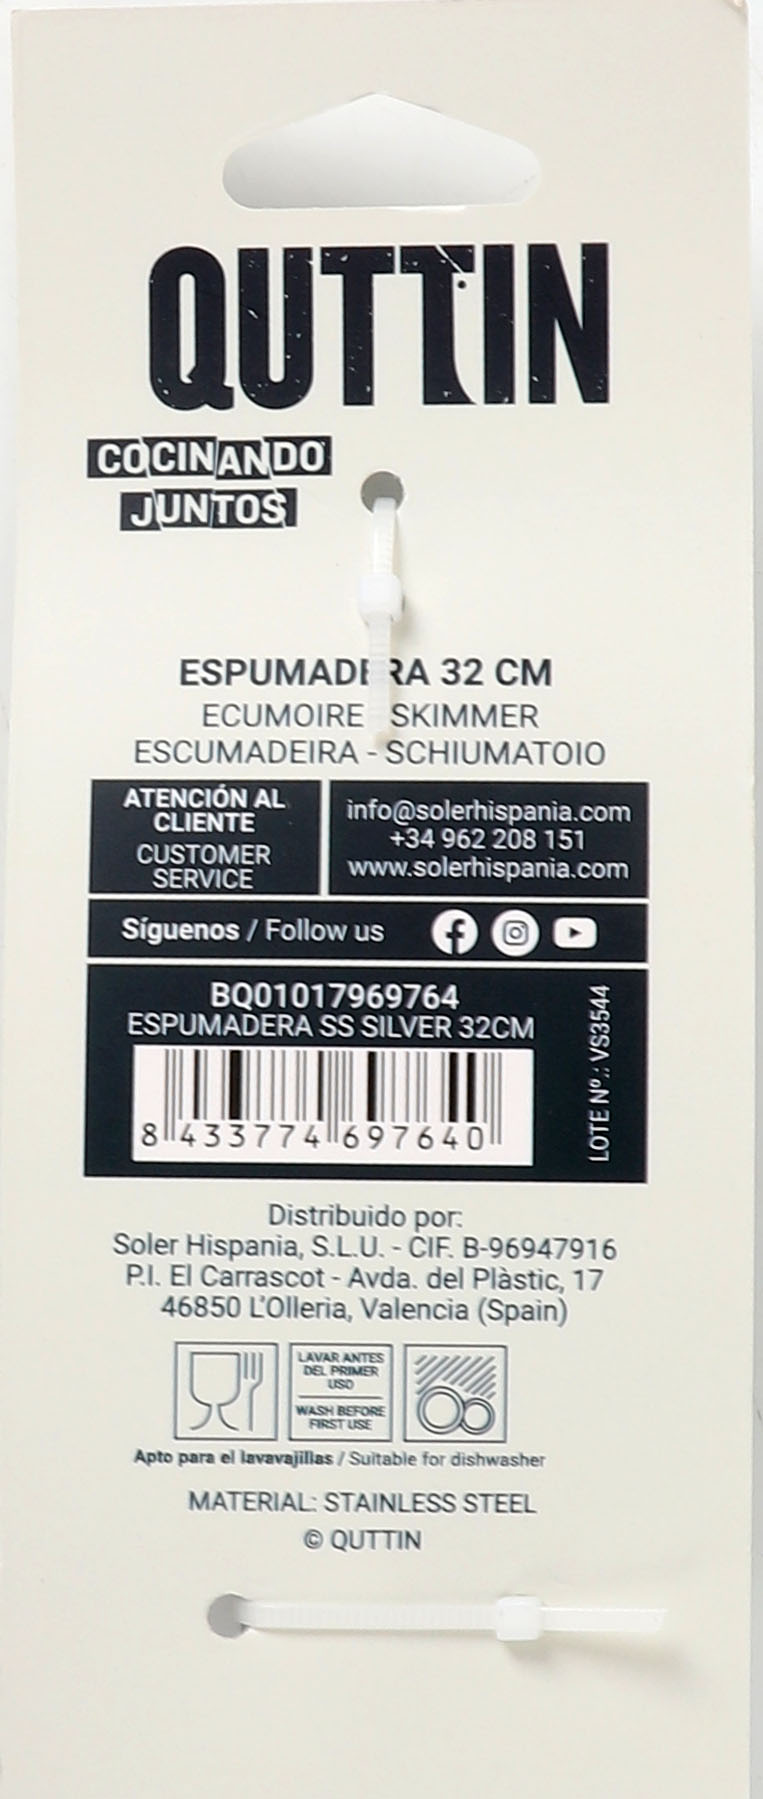 QUTTIN
COCINANDO
JUNTOS
ESPUMADERA 32 CM
ECUMOIRE SKIMMER
ESCUMADEIRA - SCHIUMATOIO
ATENCIÓN AL
CLIENTE
CUSTOMER
SERVICE
info@solerhispania.com
+34 962 208 151
www.solerhispania.com
Síguenos / Follow us
BQ01017969764
ESPUMADERA SS SILVER 32CM
8 433774 697640
LOTE Nº.: VS3544
Distribuido por:
Soler Hispania, S.L.U. - CIF. B-96947916
P.I. El Carrascot - Avda. del Plàstic, 17
46850 L'Olleria, Valencia (Spain)
LAVAR ANTES
DEL PRIMER
USO
WASH BEFORE
FIRST USE
Apto para el lavavajillas / Suitable for dishwasher
MATERIAL: STAINLESS STEEL
© QUTTIN